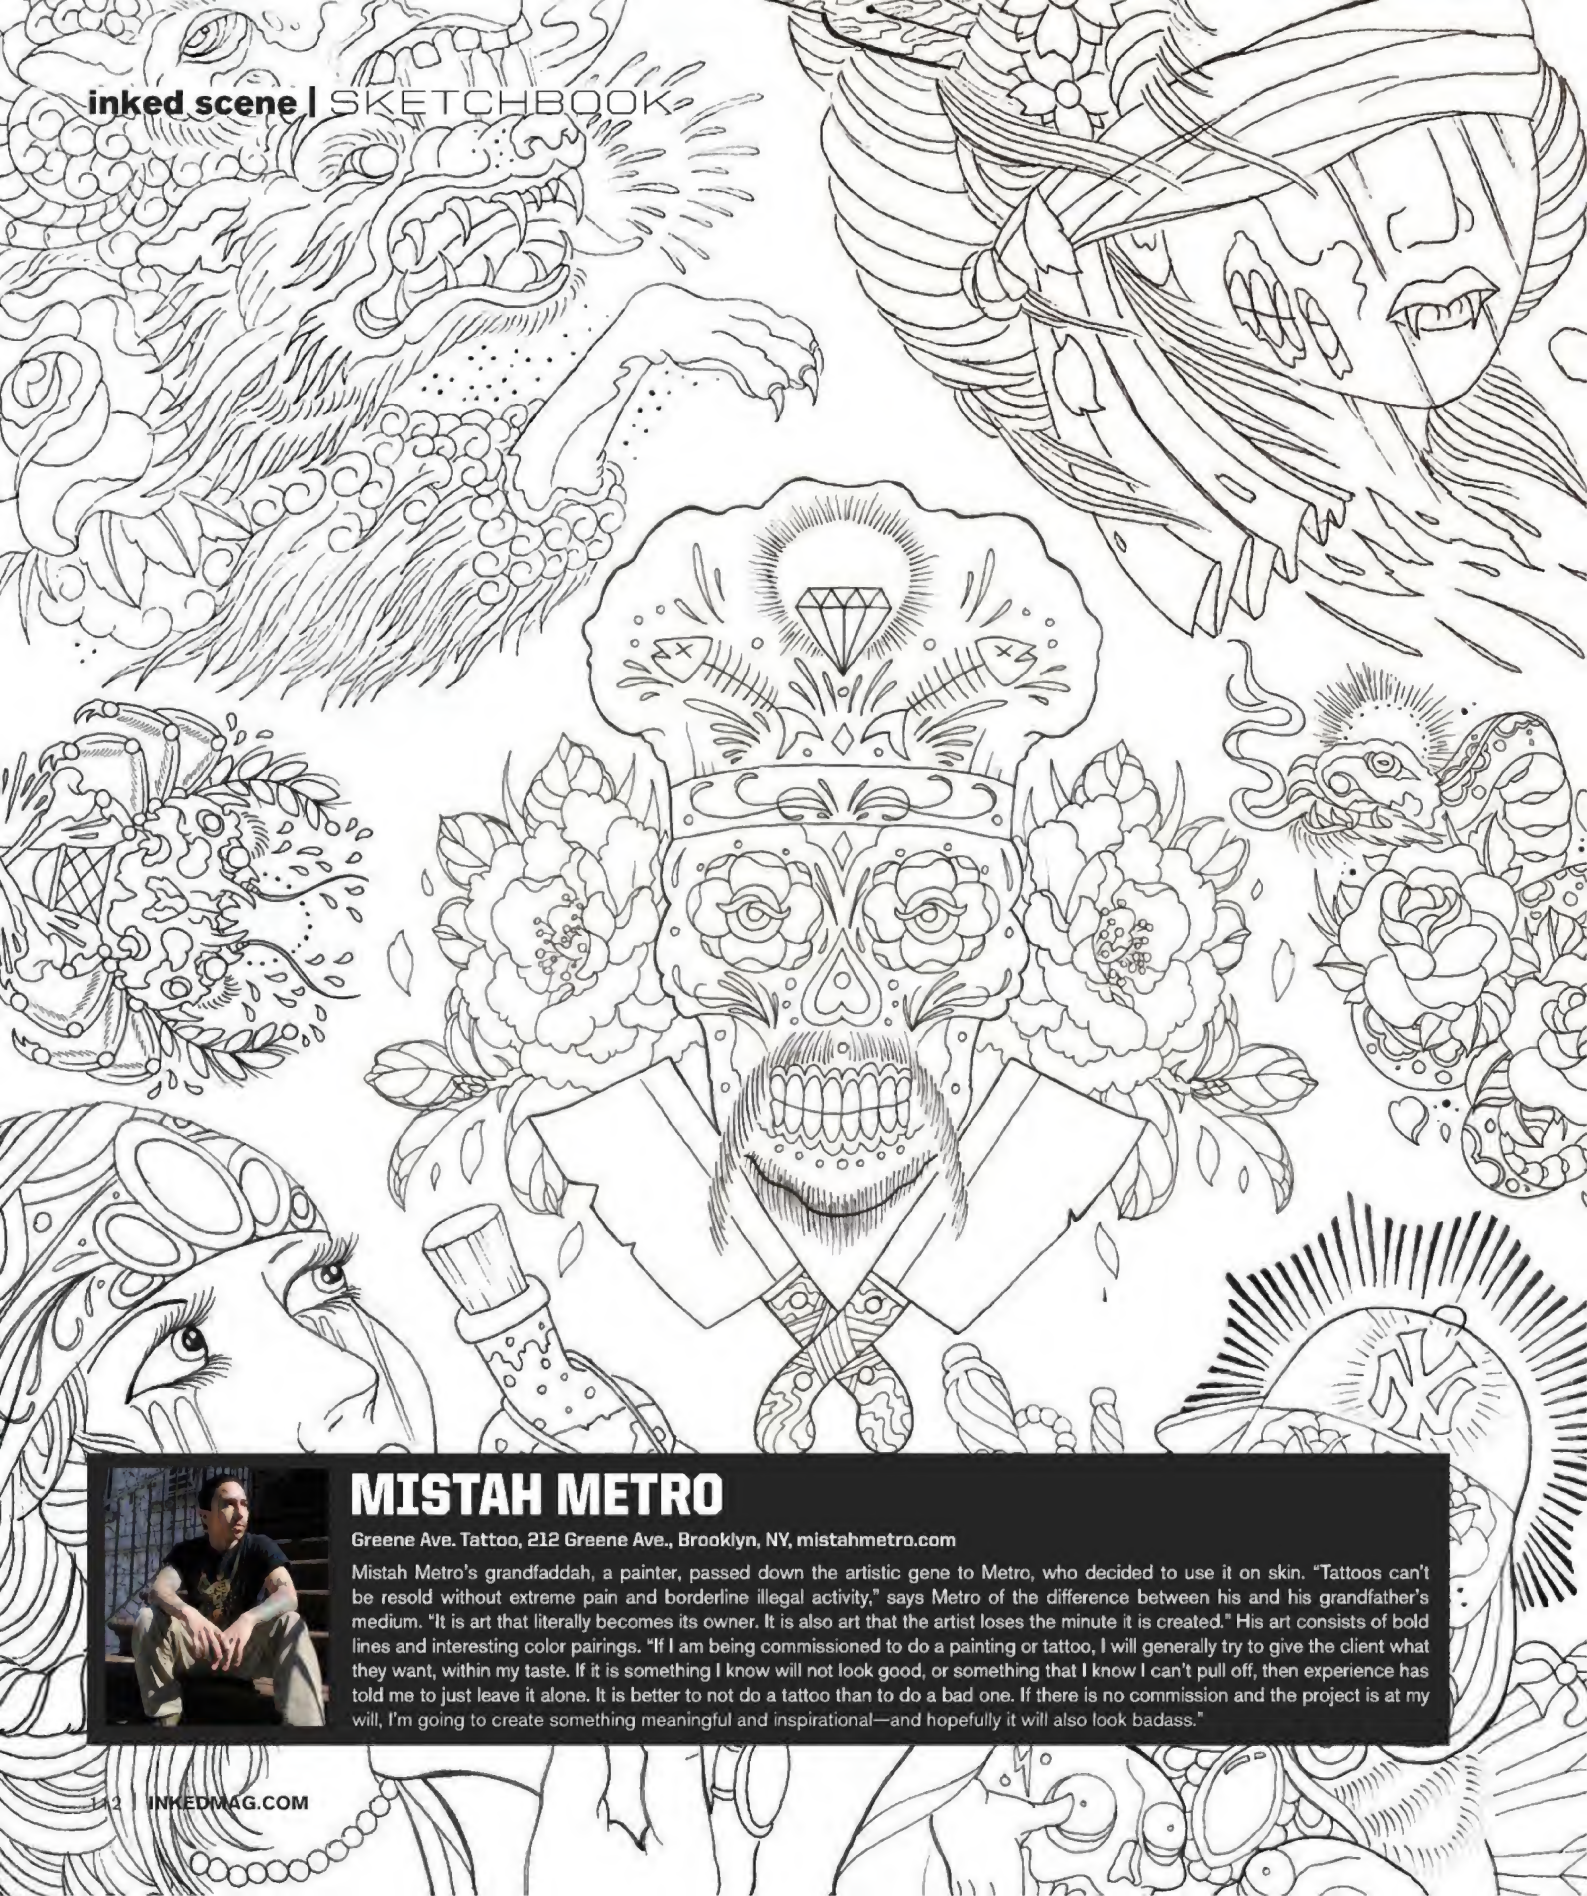 inked scene | SKETCHBOOK
NY
MISTAH METRO
Greene Ave. Tattoo, 212 Greene Ave., Brooklyn, NY, mistahmetro.com
Mistah Metro's grandfaddah, a painter, passed down the artistic gene to Metro, who decided to use it on skin. “Tattoos can't
be resold without extreme pain and borderline illegal activity,” says Metro of the difference between his and his grandfather's
medium. “It is art that literally becomes its owner. It is also art that the artist loses the minute it is created.” His art consists of bold
lines and interesting color pairings. “If I am being commissioned to do a painting or tattoo, I will generally try to give the client what
they want, within my taste. If it is something I know will not look good, or something that I know I can't pull off, then experience has
told me to just leave it alone. It is better to not do a tattoo than to do a bad one. If there is no commission and the project is at my
will, I'm going to create something meaningful and inspirational—and hopefully it will also look badass.”
112 | INKEDMAG.COM